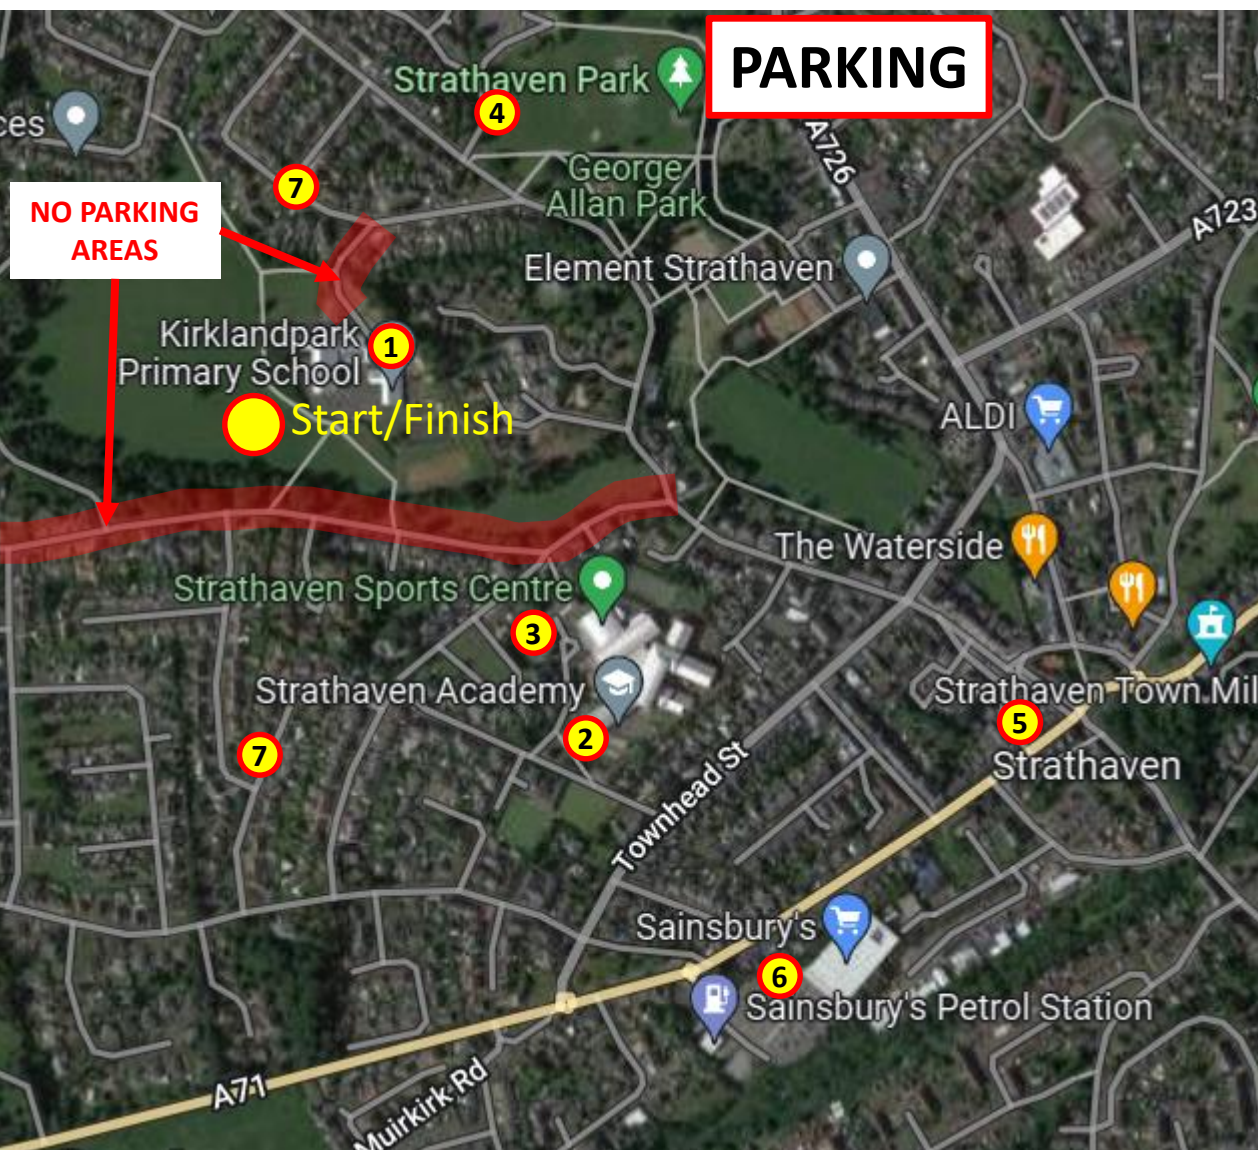 PARKING
Strathaven Park
4
ces
A726
George
Allan Park
7
NO PARKING
AREAS
A723
Element Strathaven
Kirklandpark
Primary School
1
Start/Finish
ALDI
The Waterside
Strathaven Sports Centre
3
Strathaven Academy
2
Strathaven Town Mil
5
Strathaven
7
Townhead St
Sainsbury's
6
Sainsbury's Petrol Station
A71
Muirkirk Rd